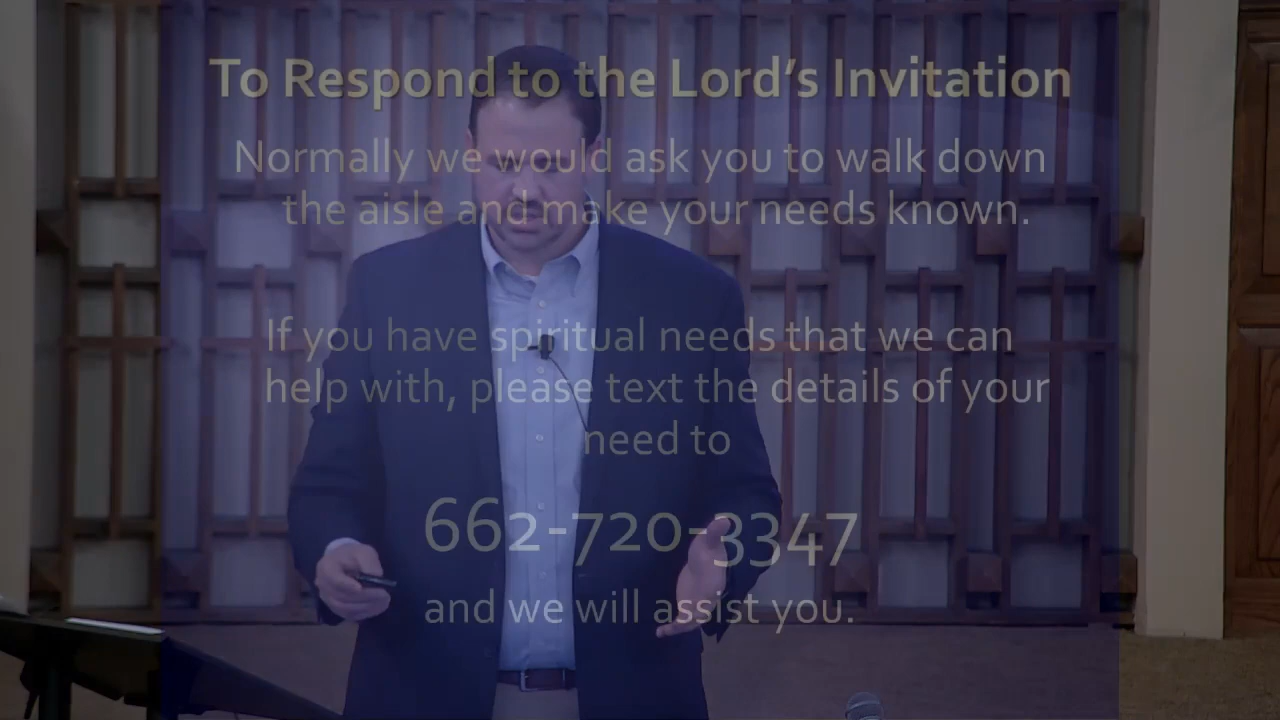 To Respond to the Lord's Invitation
Normally we would ask you to walk down
the aisle and make your needs known.
If you have spiritual needs that we can
help with, please text the details of your
need to
662-720-3347
and we will assist you.